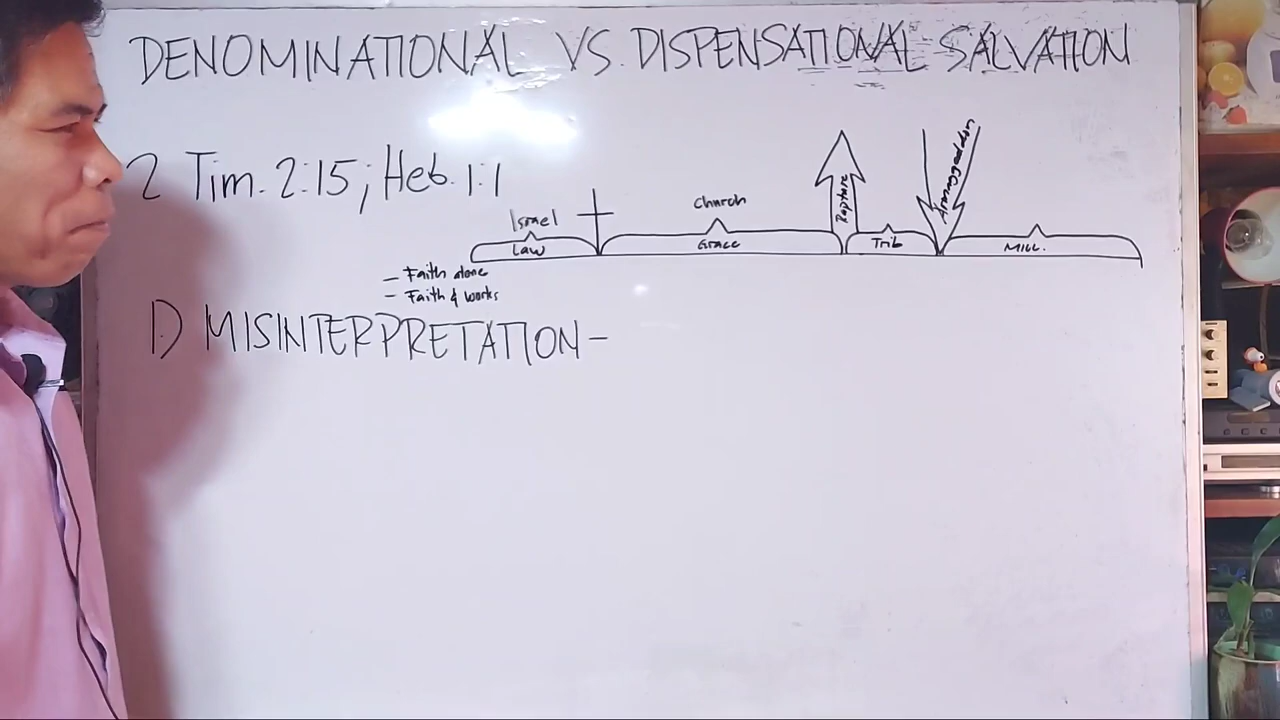 DENOMINATIONAL VS. DISPENSATIONAL SALVATION
2 Tim. 2:15; Heb. 1:1
Israel
Church
Rapture
Armageddon
Law
Grace
Trib
Mill.
- Faith alone
- Faith & works
1) MISINTERPRETATION -